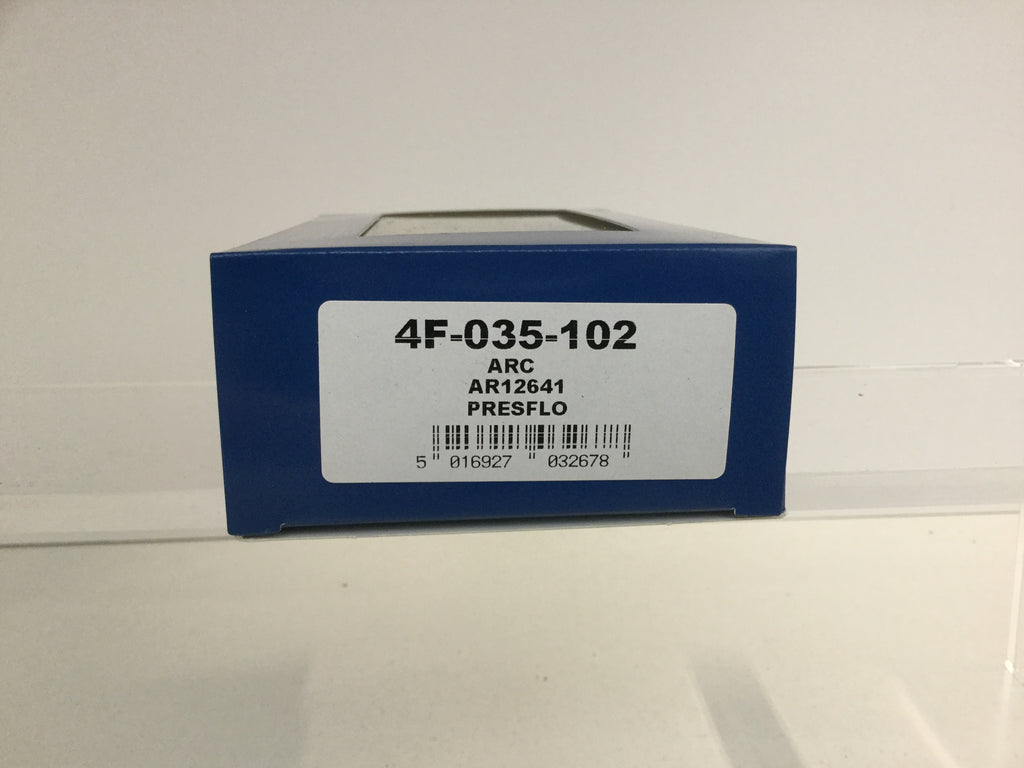 4F-035-102
ARC
AR12641
PRESFLO
5 016927 032678